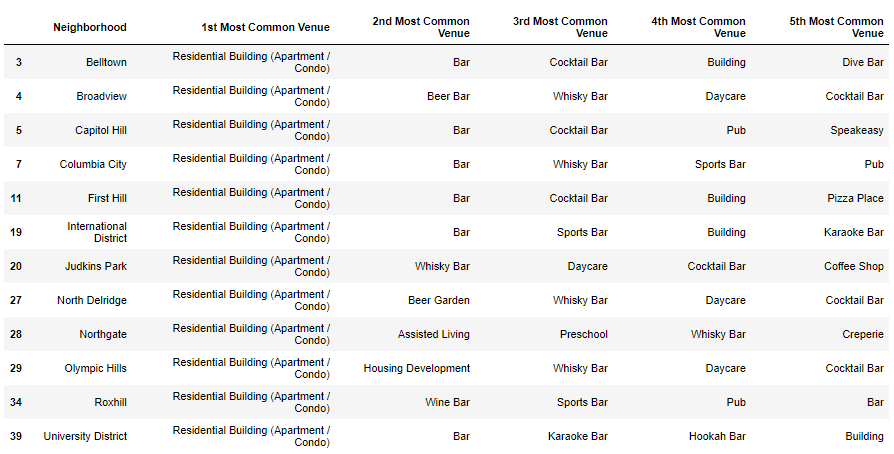 Neighborhood 1st Most Common Venue 2nd Most Common Venue 3rd Most Common Venue 4th Most Common Venue 5th Most Common Venue
3 Belltown Residential Building (Apartment / Condo) Bar Cocktail Bar Building Dive Bar
4 Broadview Residential Building (Apartment / Condo) Beer Bar Whisky Bar Daycare Cocktail Bar
5 Capitol Hill Residential Building (Apartment / Condo) Bar Cocktail Bar Pub Speakeasy
7 Columbia City Residential Building (Apartment / Condo) Bar Whisky Bar Sports Bar Pub
11 First Hill Residential Building (Apartment / Condo) Bar Cocktail Bar Building Pizza Place
19 International District Residential Building (Apartment / Condo) Bar Sports Bar Building Karaoke Bar
20 Judkins Park Residential Building (Apartment / Condo) Whisky Bar Daycare Cocktail Bar Coffee Shop
27 North Delridge Residential Building (Apartment / Condo) Beer Garden Whisky Bar Daycare Cocktail Bar
28 Northgate Residential Building (Apartment / Condo) Assisted Living Preschool Whisky Bar Creperie
29 Olympic Hills Residential Building (Apartment / Condo) Housing Development Whisky Bar Daycare Cocktail Bar
34 Roxhill Residential Building (Apartment / Condo) Wine Bar Sports Bar Pub Bar
39 University District Residential Building (Apartment / Condo) Bar Karaoke Bar Hookah Bar Building